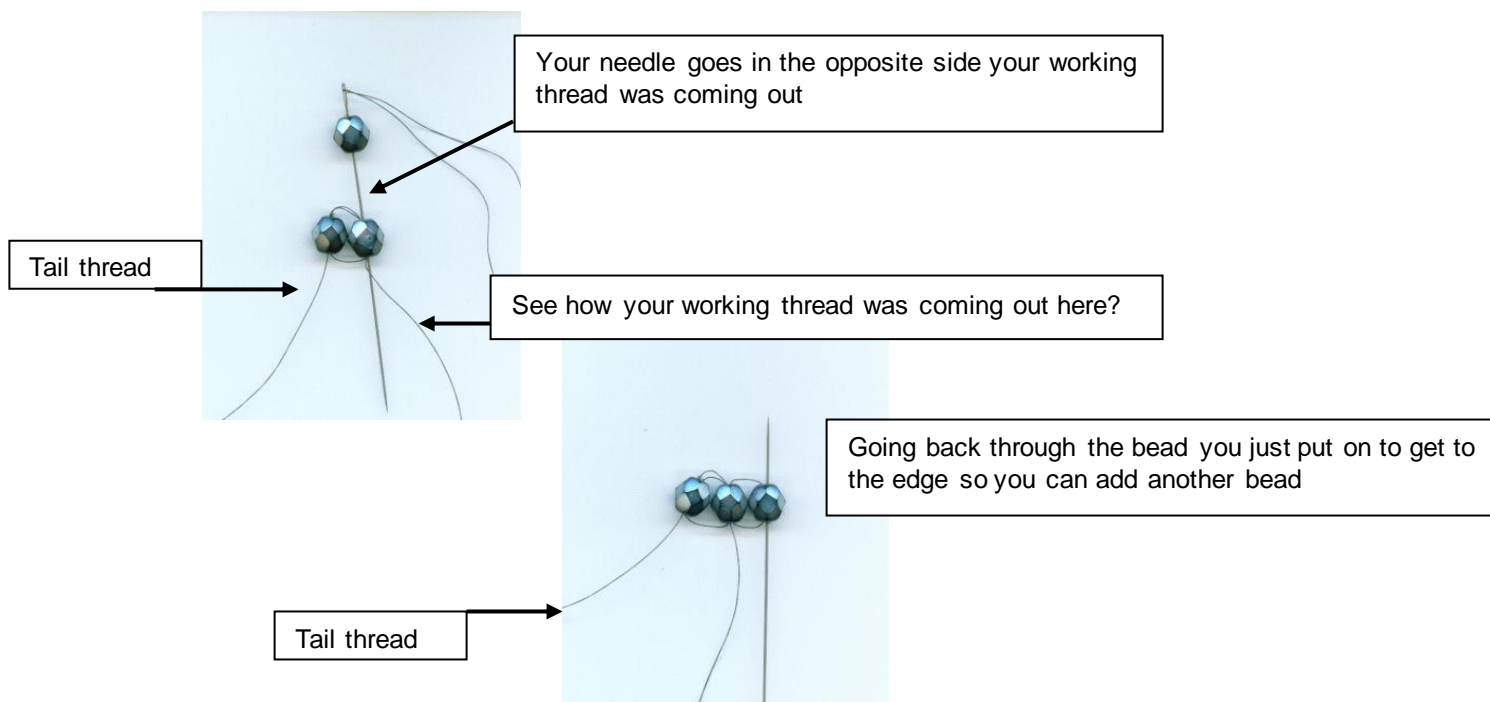 Your needle goes in the opposite side your working
thread was coming out
Tail thread
See how your working thread was coming out here?
Going back through the bead you just put on to get to
the edge so you can add another bead
Tail thread